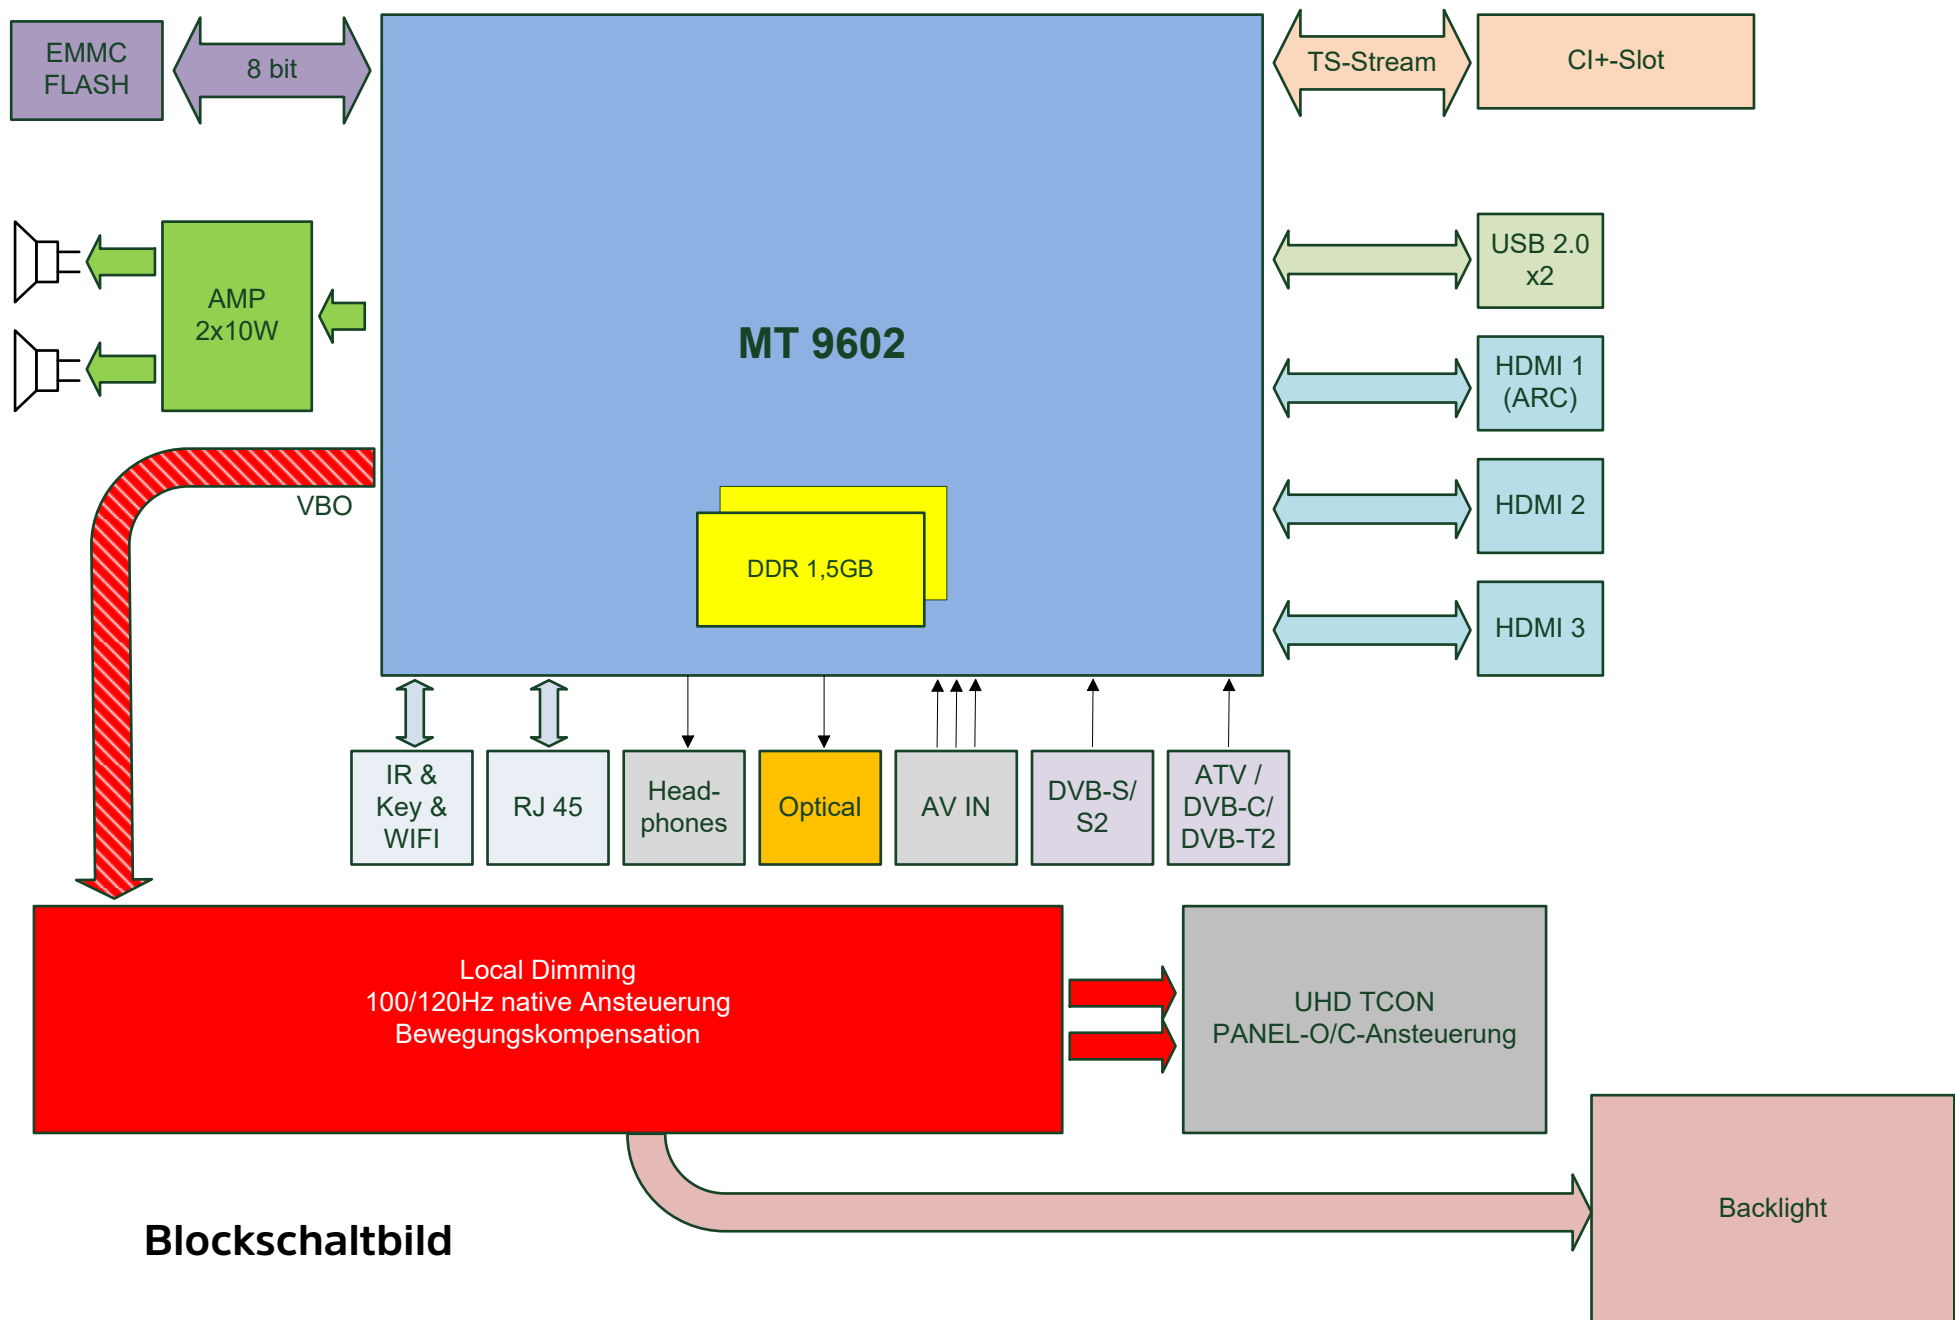 EMMC
FLASH
8 bit
TS-Stream
CI+-Slot
AMP
2x10W
MT 9602
USB 2.0
x2
HDMI 1
(ARC)
HDMI 2
HDMI 3
VBO
DDR 1,5GB
IR &
Key &
WIFI
RJ 45
Head-
phones
Optical
AV IN
DVB-S/
S2
ATV /
DVB-C/
DVB-T2
Local Dimming
100/120Hz native Ansteuerung
Bewegungskompensation
UHD TCON
PANEL-O/C-Ansteuerung
Backlight
Blockschaltbild